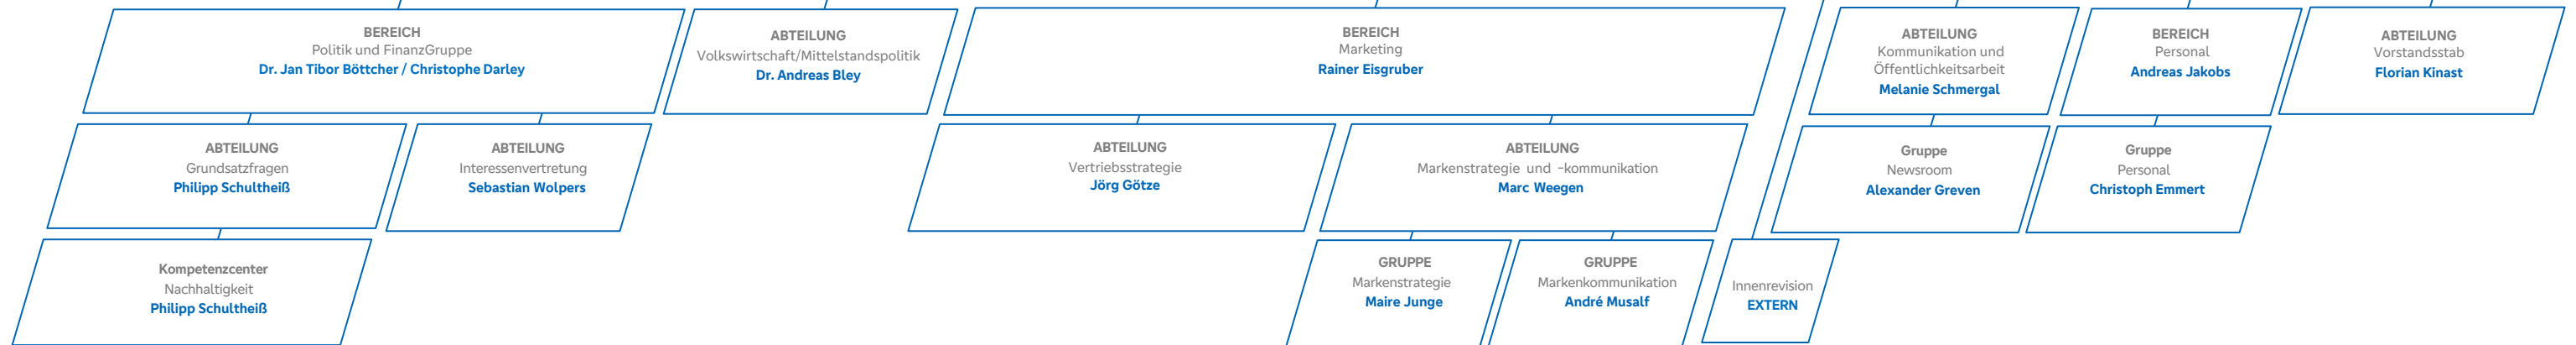 BEREICH
Politik und FinanzGruppe
Dr. Jan Tibor Böttcher / Christophe Darley
ABTEILUNG
Volkswirtschaft/Mittelstandspolitik
Dr. Andreas Bley
BEREICH
Marketing
Rainer Eisgruber
ABTEILUNG
Kommunikation und
Öffentlichkeitsarbeit
Melanie Schmergal
BEREICH
Personal
Andreas Jakobs
ABTEILUNG
Vorstandsstab
Florian Kinast
ABTEILUNG
Grundsatzfragen
Philipp Schultheiß
ABTEILUNG
Interessenvertretung
Sebastian Wolpers
ABTEILUNG
Vertriebsstrategie
Jörg Götze
ABTEILUNG
Markenstrategie und -kommunikation
Marc Weegen
Gruppe
Newsroom
Alexander Greven
Gruppe
Personal
Christoph Emmert
Kompetenzcenter
Nachhaltigkeit
Philipp Schultheiß
GRUPPE
Markenstrategie
Maire Junge
GRUPPE
Markenkommunikation
André Musalf
Innenrevision
EXTERN